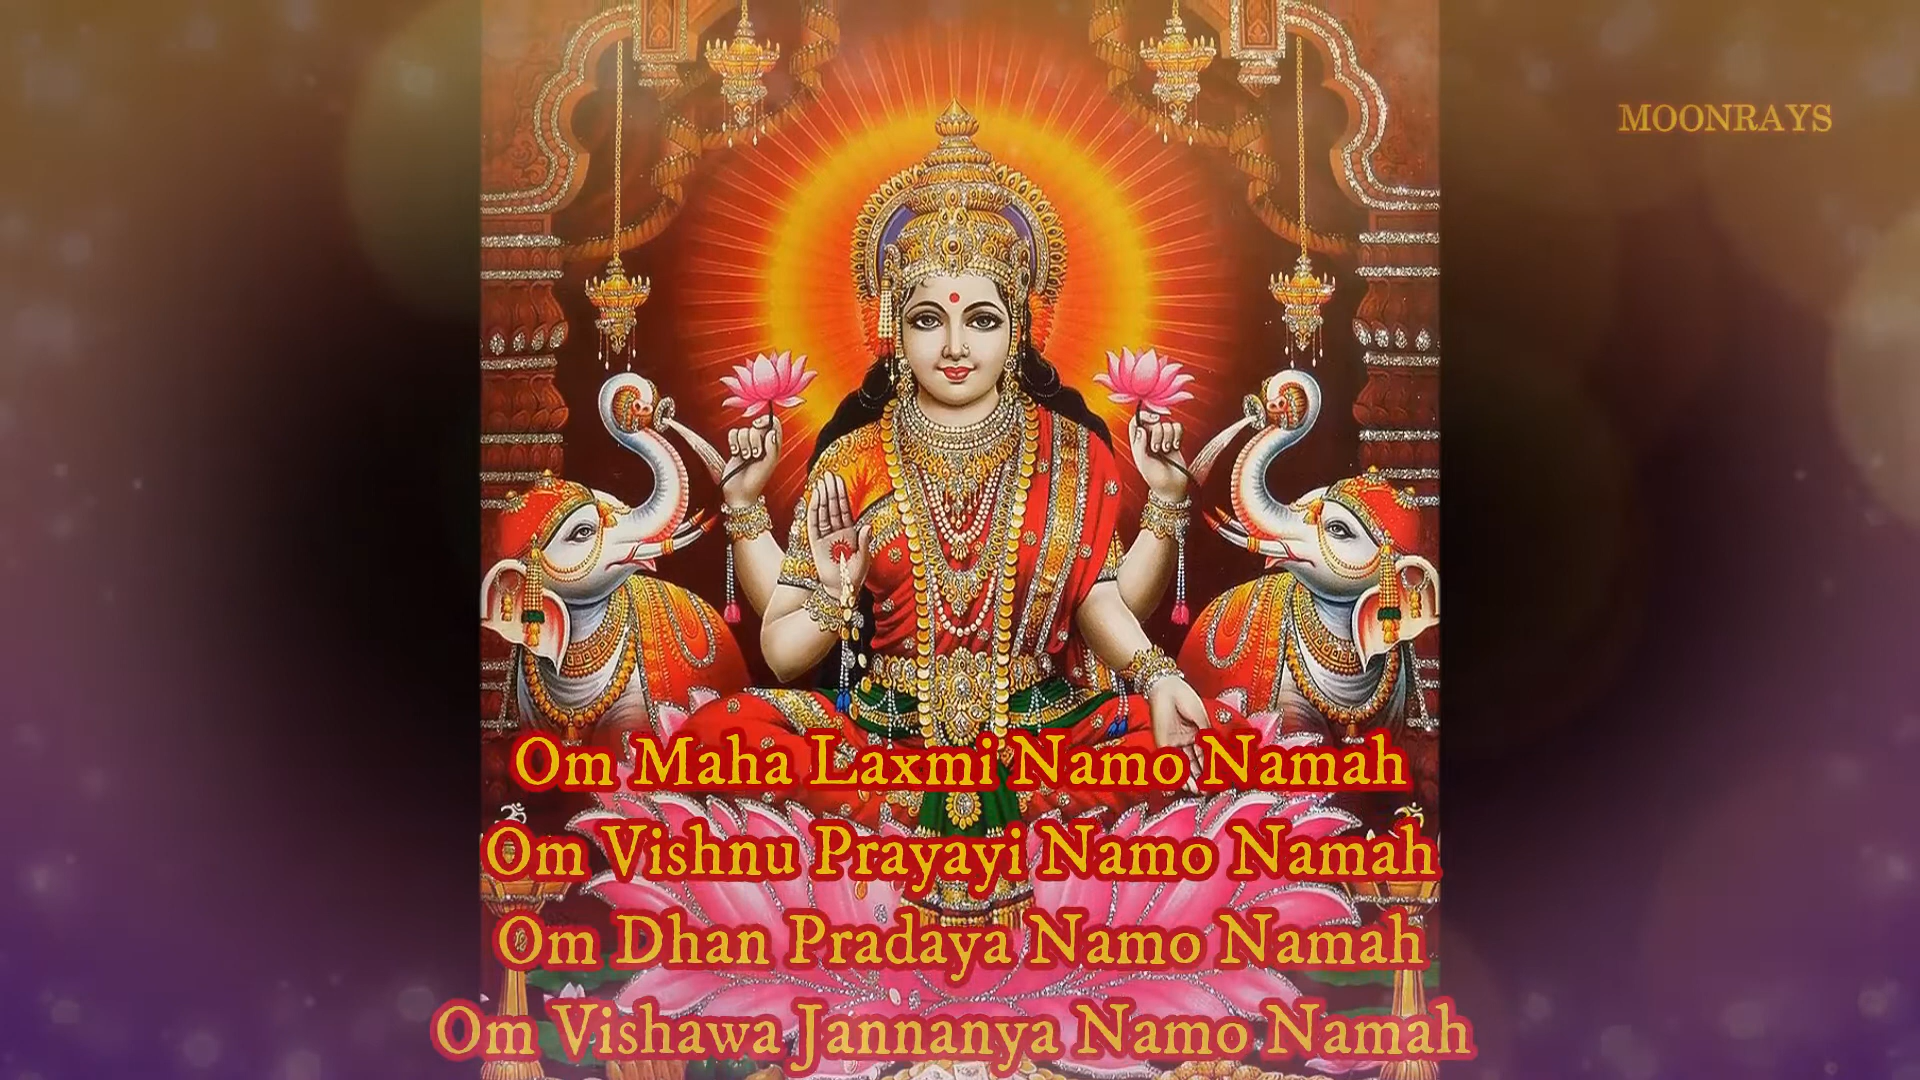 MOONRAYS
Om Maha Laxmi Namo Namah
Om Vishnu Prayayi Namo Namah
Om Dhan Pradaya Namo Namah
Om Vishawa Jannanya Namo Namah